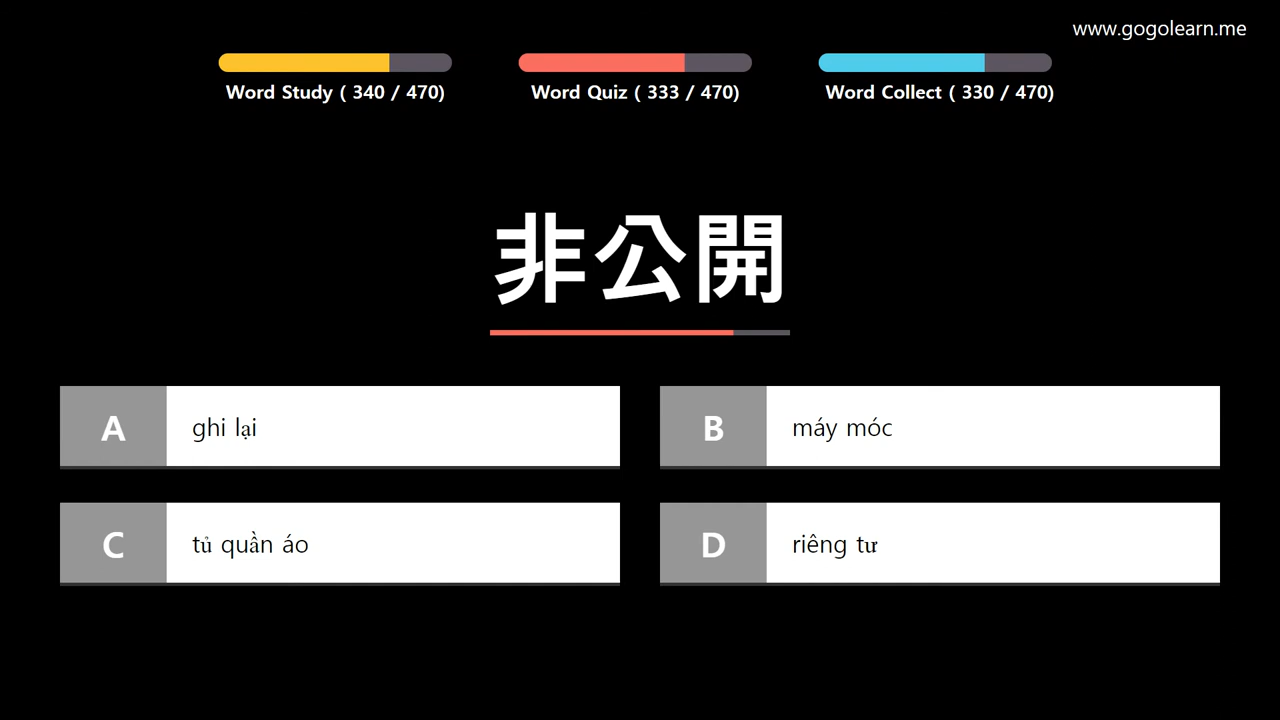 www.gogolearn.me
Word Study ( 340 / 470)
Word Quiz ( 333 / 470)
Word Collect ( 330 / 470)
非公開
A
ghi lại
B
máy móc
C
tủ quần áo
D
riêng tư